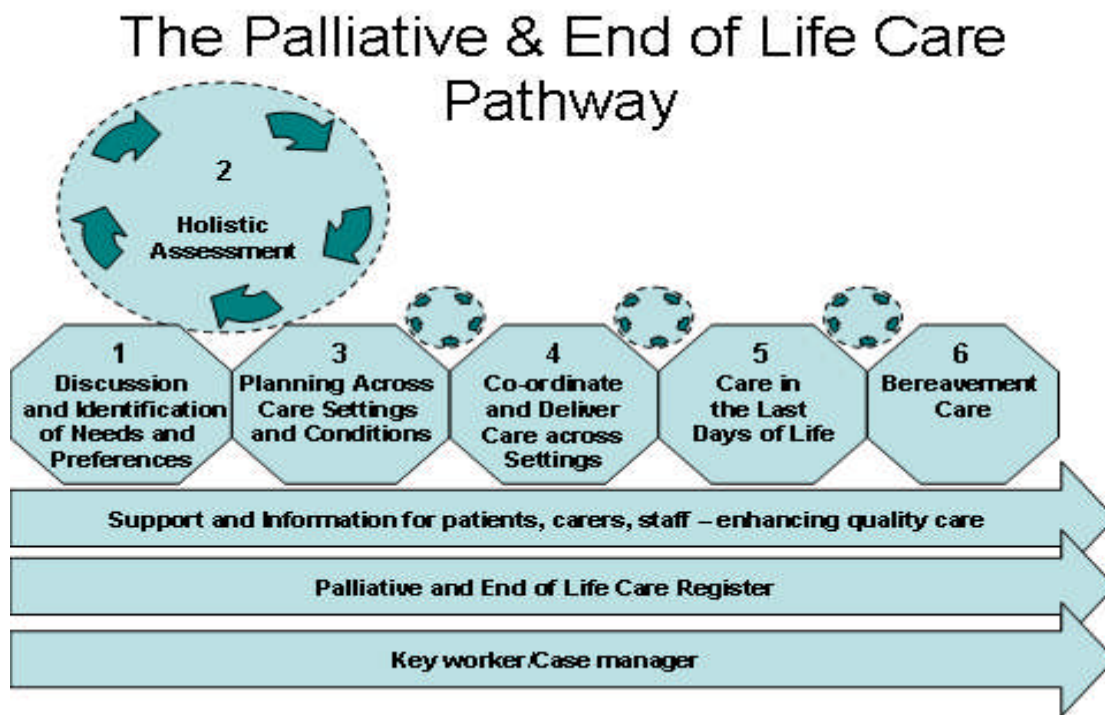 The Palliative & End of Life Care
Pathway
2
Holistic
Assessment
1
Discussion
and Identification
of Needs and
Preferences
3
Planning Across
Care Settings
and Conditions
4
Co-ordinate
and Deliver
Care across
Settings
5
Care in
the Last
Days of Life
6
Bereavement
Care
Support and Information for patients, carers, staff – enhancing quality care
Palliative and End of Life Care Register
Key worker/Case manager